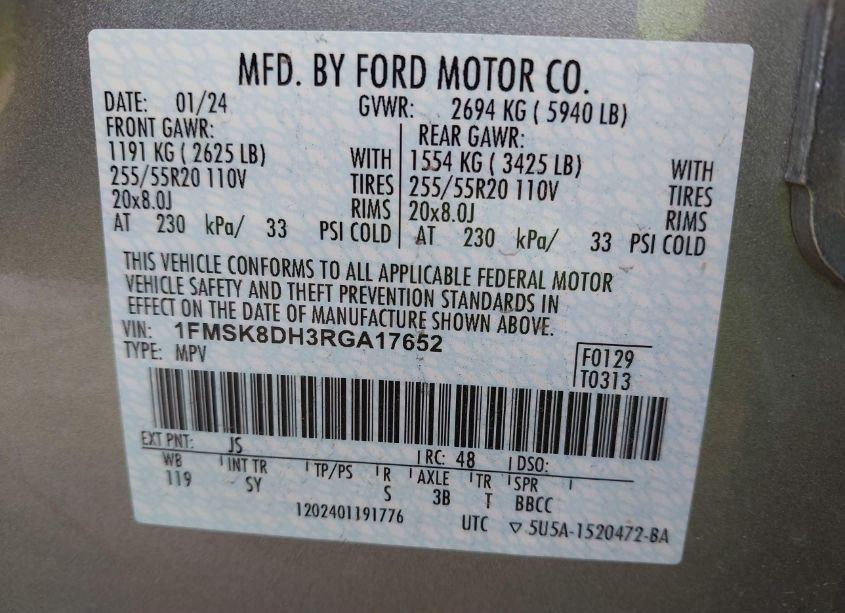 MFD. BY FORD MOTOR CO.
DATE: 01/24 GVWR: 2694 KG ( 5940 LB)
FRONT GAWR: REAR GAWR:
1191 KG ( 2625 LB) WITH 1554 KG ( 3425 LB) WITH
255/55R20 110V TIRES 255/55R20 110V TIRES
20x8.0J RIMS 20x8.0J RIMS
AT 230 kPa/ 33 PSI COLD AT 230 kPa/ 33 PSI COLD
THIS VEHICLE CONFORMS TO ALL APPLICABLE FEDERAL MOTOR
VEHICLE SAFETY AND THEFT PREVENTION STANDARDS IN
EFFECT ON THE DATE OF MANUFACTURE SHOWN ABOVE.
VIN: 1FMSK8DH3RGA17652
TYPE: MPV F0129
T0313
EXT PNT: JS RC: 48 DSO:
WB INT TR TP/PS R AXLE TR SPR
119 SY S 3B T BBCC
1202401191776 UTC ▽ 5U5A-1520472-BA